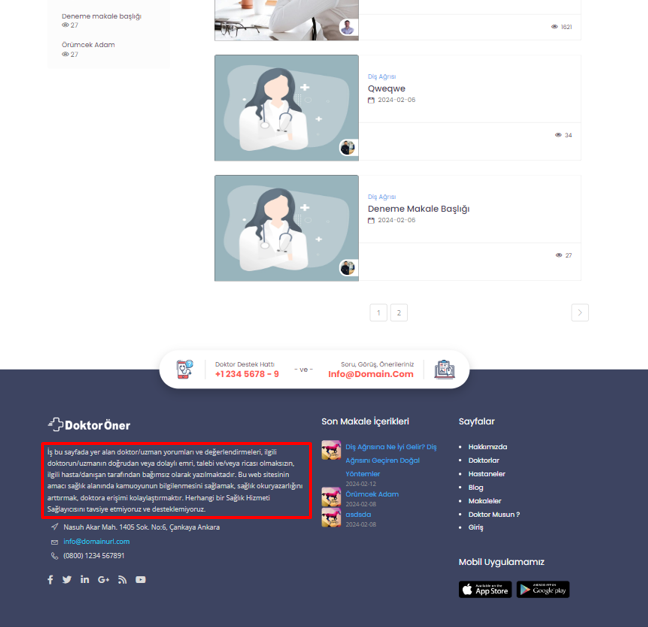 Deneme makale başlığı
27
Örümcek Adam
27
1621
Diş Ağrısı
Qweqwe
2024-02-06
34
Diş Ağrısı
Deneme Makale Başlığı
2024-02-06
27
1 2
Doktor Destek Hattı
+1 234 5678 - 9
- ve -
Soru, Görüş, Önerileriniz
Info@Domain.Com
DoktorÖner
İş bu sayfada yer alan doktor/uzman yorumları ve değerlendirmeleri, ilgili
doktorun/uzmanın doğrudan veya dolaylı emri, talebi ve/veya ricası olmaksızın,
ilgili hasta/danışan tarafından bağımsız olarak yazılmaktadır. Bu web sitesinin
amacı sağlık alanında kamuoyunun bilgilenmesini sağlamak, sağlık okuryazarlığını
arttırmak, doktora erişimi kolaylaştırmaktır. Herhangi bir Sağlık Hizmeti
Sağlayıcısını tavsiye etmiyoruz ve desteklemiyoruz.
Nasuh Akar Mah. 1405 Sok. No:6, Çankaya Ankara
info@domainurl.com
(0800) 1234 567891
Son Makale İçerikleri
Diş Ağrısına Ne İyi Gelir? Diş
Ağrısını Geçiren Doğal
Yöntemler
2024-02-12
Örümcek Adam
2024-02-08
asdsda
2024-02-08
Sayfalar
Hakkımızda
Doktorlar
Hastaneler
Blog
Makaleler
Doktor Musun ?
Giriş
Mobil Uygulamamız
Available on the
App Store
Google play